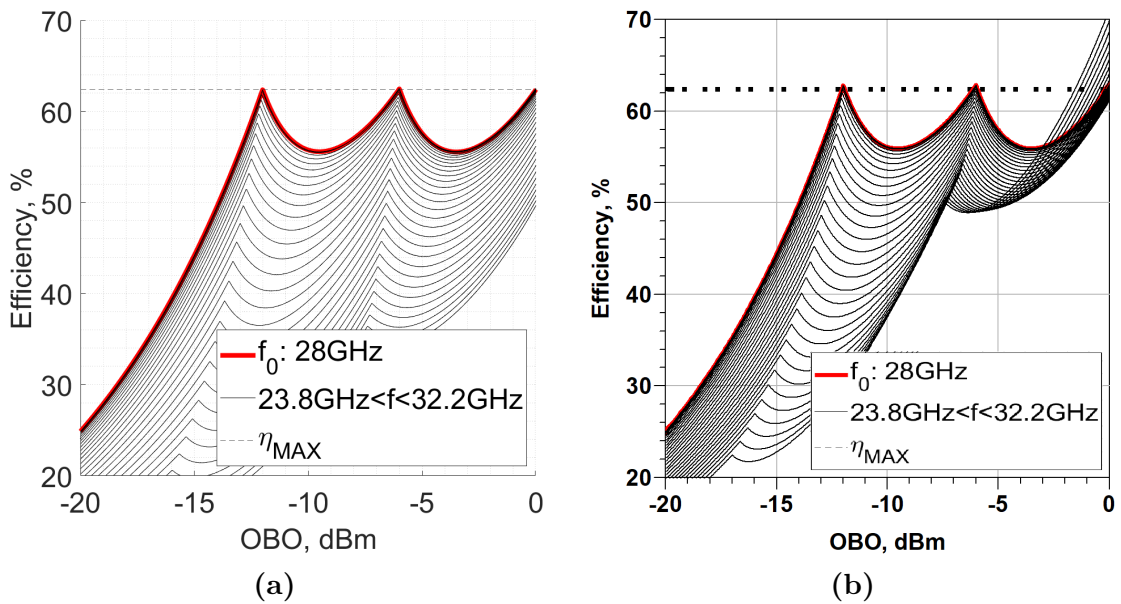 70
60
50
40
30
20
Efficiency, %
f0: 28GHz
23.8GHz<f<32.2GHz
ηMAX
-20
-15
-10
-5
0
OBO, dBm
(a)
70
60
50
40
30
20
Efficiency, %
f0: 28GHz
23.8GHz<f<32.2GHz
ηMAX
-20
-15
-10
-5
0
OBO, dBm
(b)